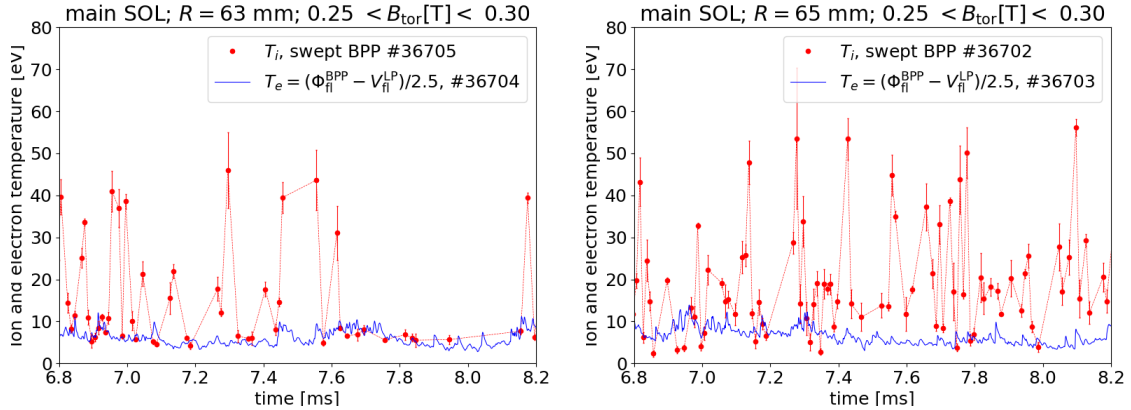 main SOL; R = 63 mm; 0.25 < B_tor[T] < 0.30
Ion and electron temperature [eV]
80
70
60
50
40
30
20
10
0
T_i, swept BPP #36705
T_e = (Φ_fl^BPP − V_fl^LP)/2.5, #36704
6.8 7.0 7.2 7.4 7.6 7.8 8.0 8.2
time [ms]
main SOL; R = 65 mm; 0.25 < B_tor[T] < 0.30
Ion and electron temperature [eV]
80
70
60
50
40
30
20
10
0
T_i, swept BPP #36702
T_e = (Φ_fl^BPP − V_fl^LP)/2.5, #36703
6.8 7.0 7.2 7.4 7.6 7.8 8.0 8.2
time [ms]